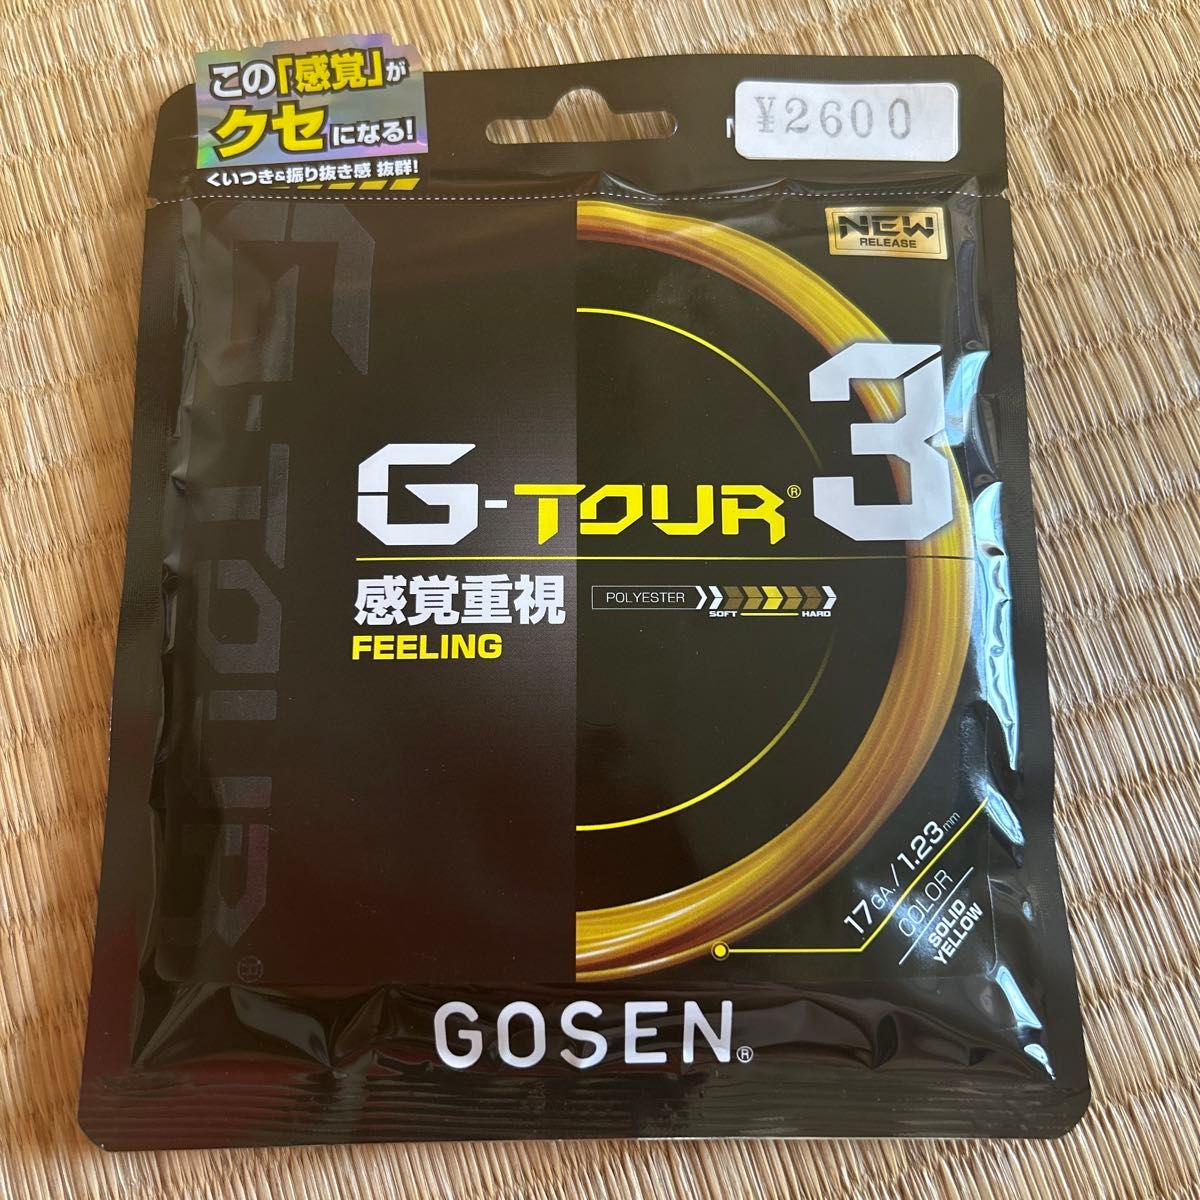 この「感覚」が
クセになる!
くいつき&振り抜き感 抜群!
¥2600
NEW
RELEASE
G-TOUR
G-TOUR® 3
感覚重視
FEELING
POLYESTER
SOFT HARD
17GA./1.23mm
COLOR
SOLID
YELLOW
GOSEN®